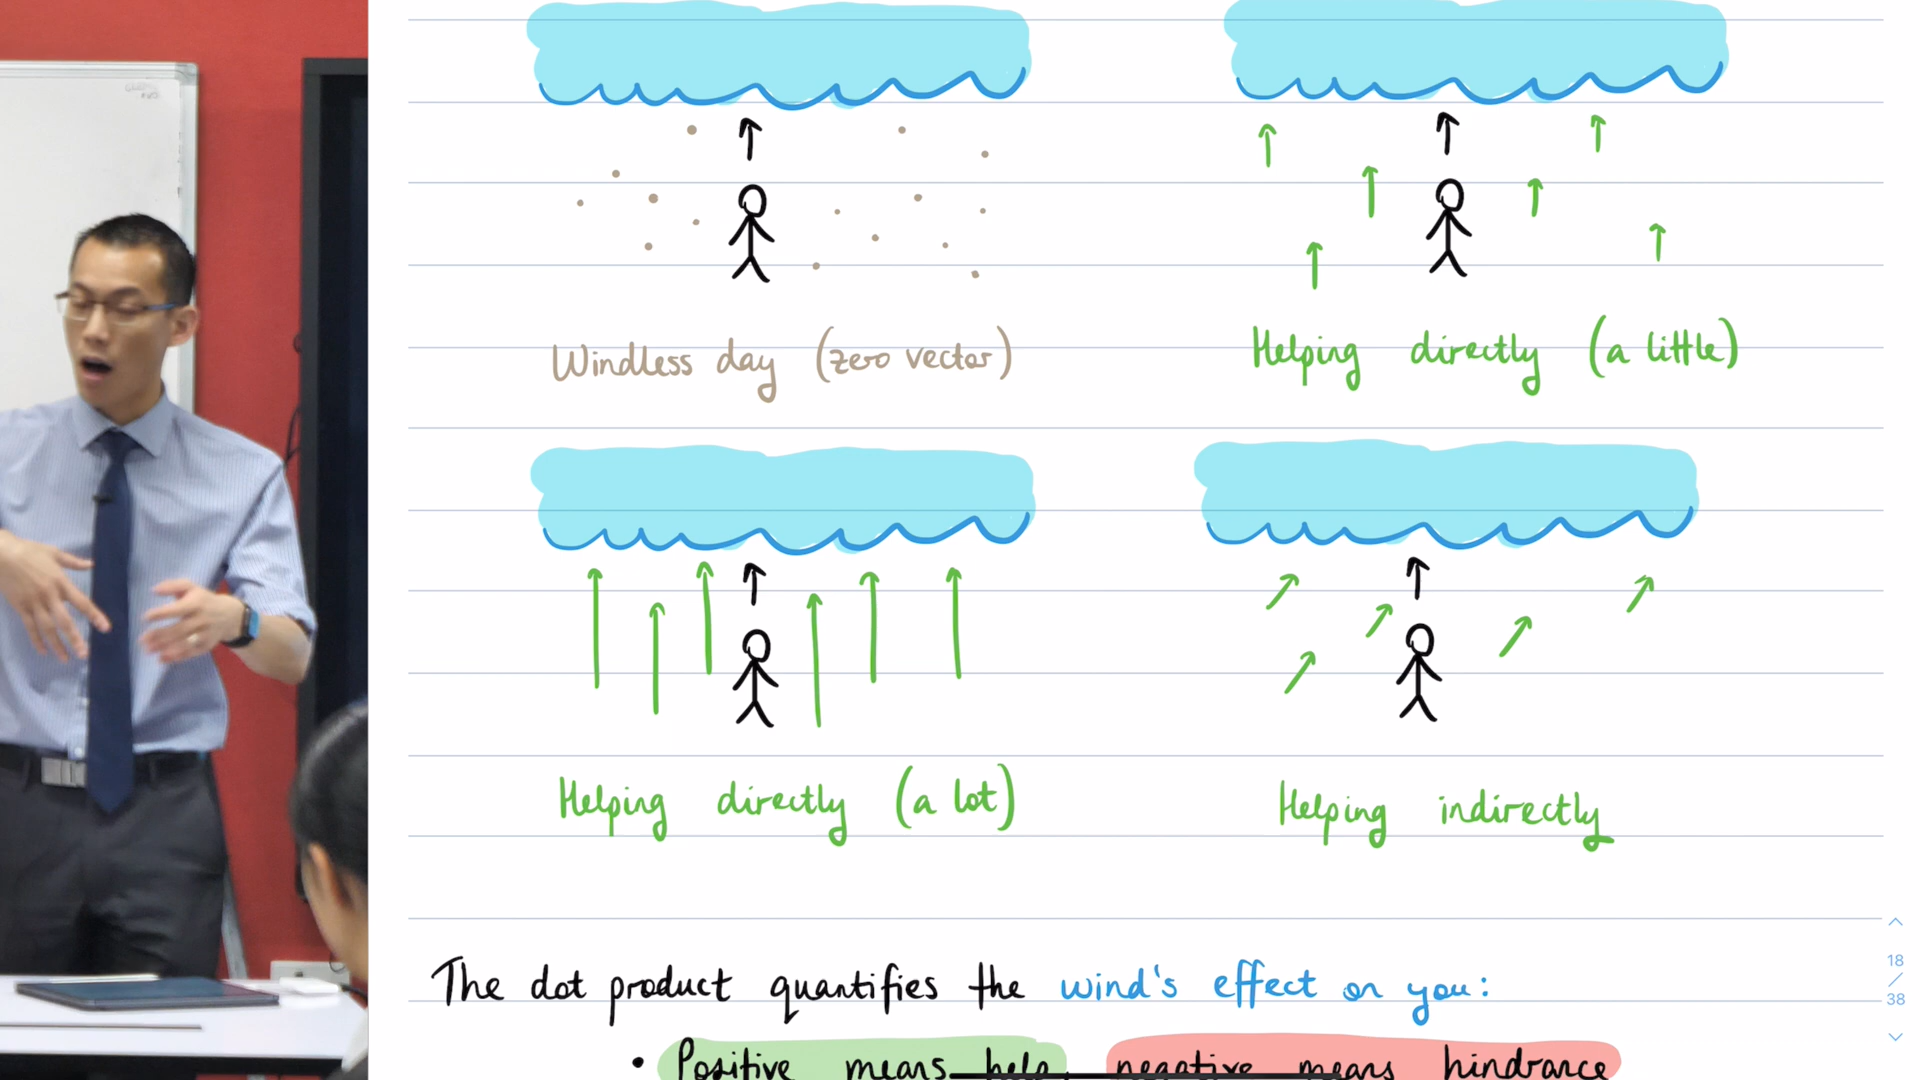 Windless day (zero vector)
Helping directly (a little)
Helping directly (a lot)
Helping indirectly
The dot product quantifies the wind's effect on you:
• Positive means help, negative means hindrance
18
/
38